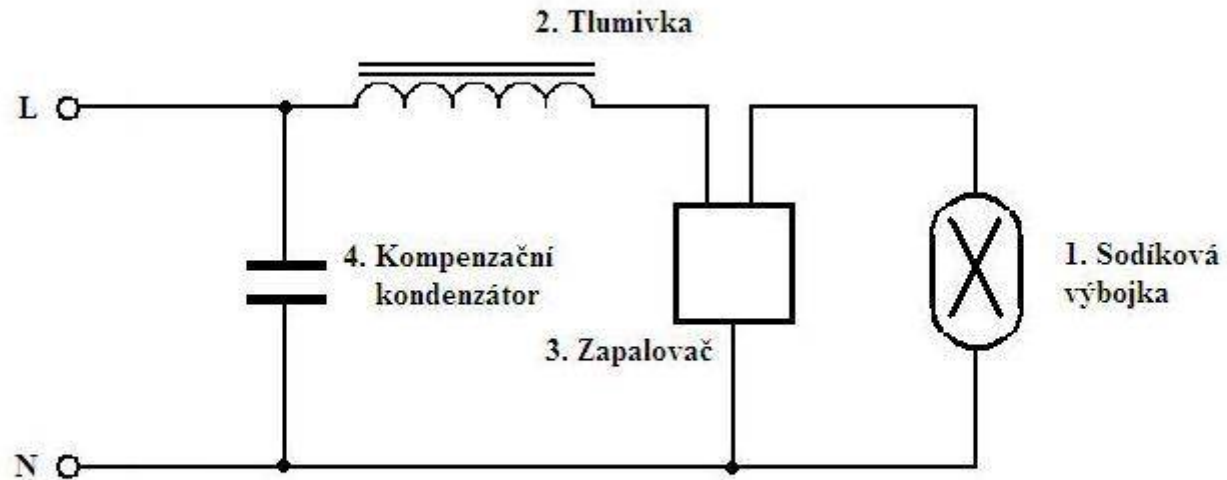 2. Tlumivka
L
4. Kompenzační
kondenzátor
1. Sodíková
výbojka
3. Zapalovač
N